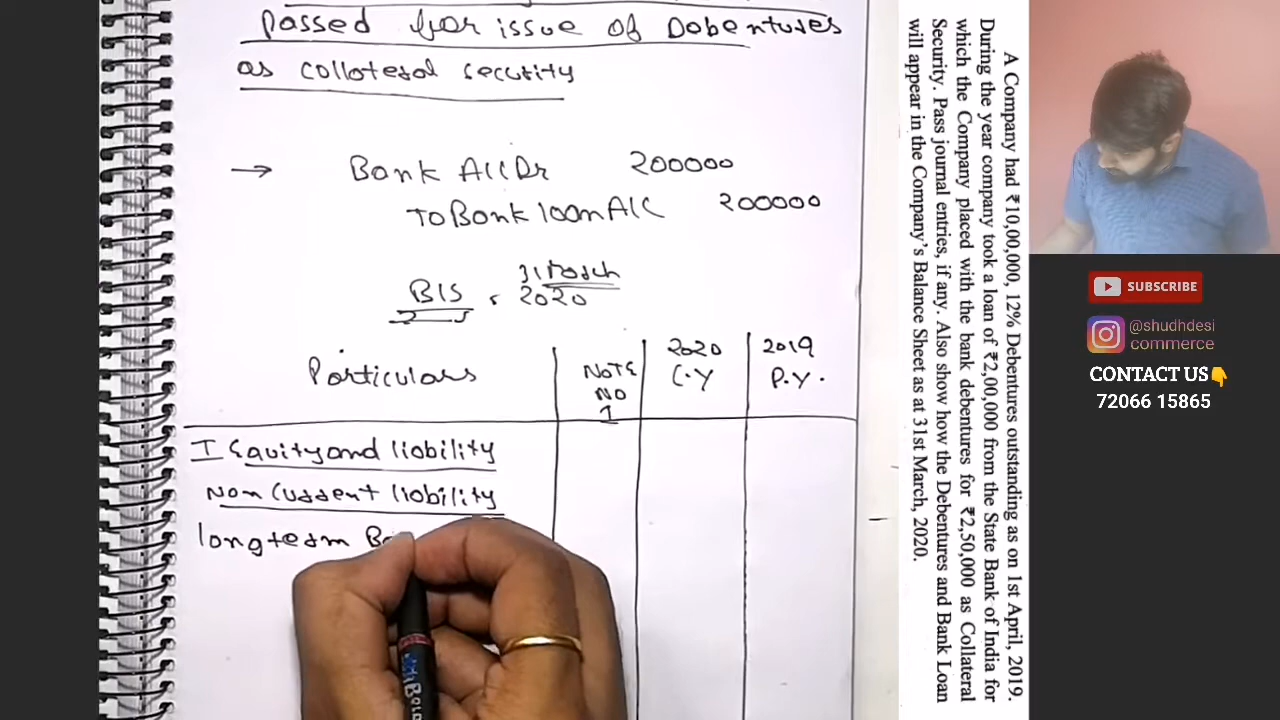 passed for issue of Debentures
as collateral security
→ Bank A/C Dr 200000
To Bank loan A/C 200000
B/S, 31 March
2020
Particulars
NOTE
NO
1
2020
C.Y
2019
P.Y.
I Equity and liability
Non Current liability
long term Bo
A Company had ₹10,00,000, 12% Debentures outstanding as on 1st April, 2019.
During the year company took a loan of ₹2,00,000 from the State Bank of India for
which the Company placed with the bank debentures for ₹2,50,000 as Collateral
Security. Pass journal entries, if any. Also show how the Debentures and Bank Loan
will appear in the Company's Balance Sheet as at 31st March, 2020.
SUBSCRIBE
@shudhdesi
commerce
CONTACT US👇
72066 15865